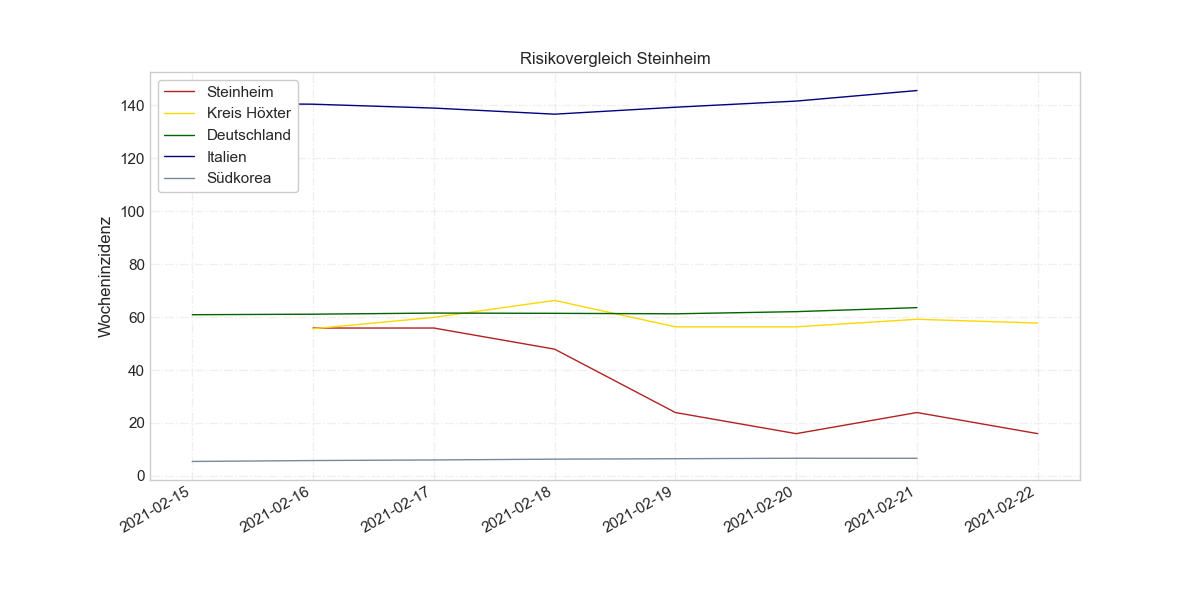 Risikovergleich Steinheim
Steinheim
Kreis Höxter
Deutschland
Italien
Südkorea
Wocheninzidenz
140
120
100
80
60
40
20
0
2021-02-15
2021-02-16
2021-02-17
2021-02-18
2021-02-19
2021-02-20
2021-02-21
2021-02-22